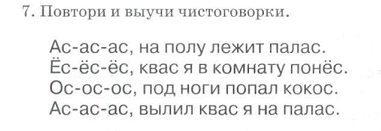 7. Повтори и выучи чистоговорки.
Ас-ас-ас, на полу лежит палас.
Ёс-ёс-ёс, квас я в комнату понёс.
Ос-ос-ос, под ноги попал кокос.
Ас-ас-ас, вылил квас я на палас.